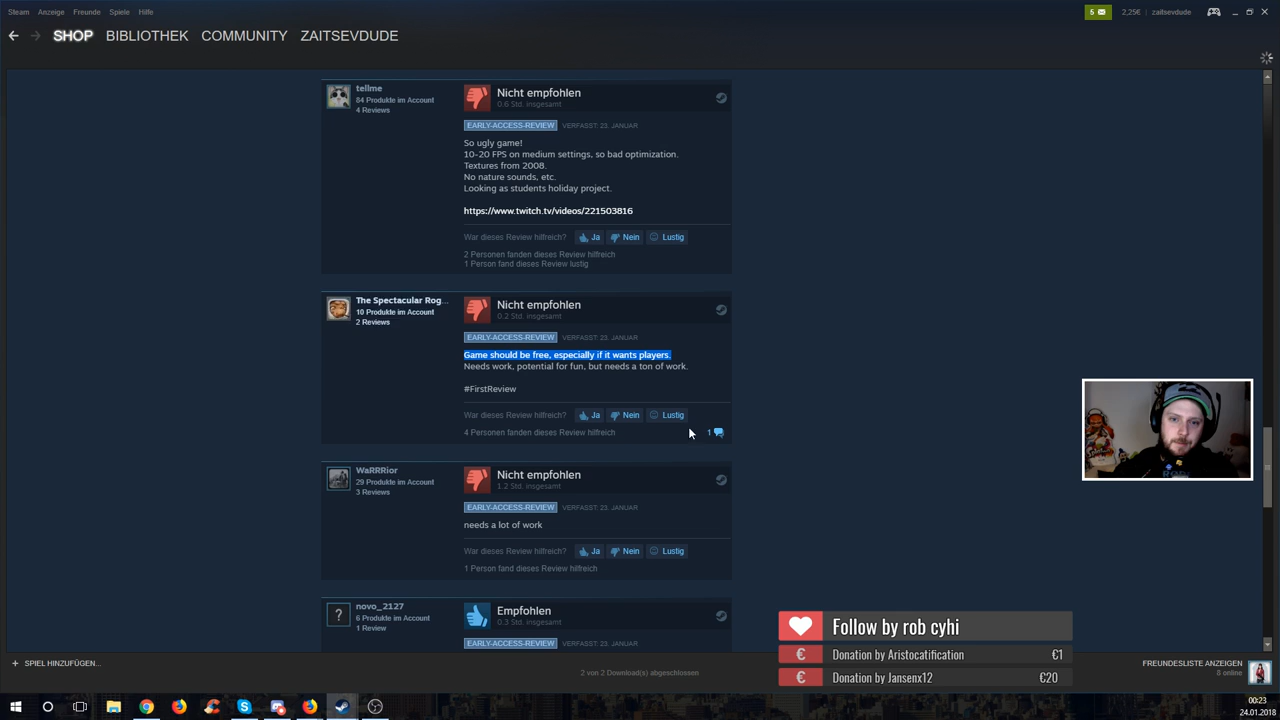 Steam Anzeige Freunde Spiele Hilfe
5
2,25€ zaitsevdude
SHOP BIBLIOTHEK COMMUNITY ZAITSEVDUDE
tellme
84 Produkte im Account
4 Reviews
Nicht empfohlen
0.6 Std. insgesamt
EARLY-ACCESS-REVIEW VERFASST: 23. JANUAR
So ugly game!
10-20 FPS on medium settings, so bad optimization.
Textures from 2008.
No nature sounds, etc.
Looking as students holiday project.
https://www.twitch.tv/videos/221503816
War dieses Review hilfreich? Ja Nein Lustig
2 Personen fanden dieses Review hilfreich
1 Person fand dieses Review lustig
The Spectacular Rog...
10 Produkte im Account
2 Reviews
Nicht empfohlen
0.2 Std. insgesamt
EARLY-ACCESS-REVIEW VERFASST: 23. JANUAR
Game should be free, especially if it wants players.
Needs work, potential for fun, but needs a ton of work.
#FirstReview
War dieses Review hilfreich? Ja Nein Lustig
4 Personen fanden dieses Review hilfreich 1
WaRRRior
29 Produkte im Account
3 Reviews
Nicht empfohlen
1.2 Std. insgesamt
EARLY-ACCESS-REVIEW VERFASST: 23. JANUAR
needs a lot of work
War dieses Review hilfreich? Ja Nein Lustig
1 Person fand dieses Review hilfreich
novo_2127
6 Produkte im Account
1 Review
?
Empfohlen
0.3 Std. insgesamt
EARLY-ACCESS-REVIEW VERFASST: 23. JANUAR
Follow by rob cyhi
€ Donation by Aristocatification €1
€ Donation by Jansenx12 €20
+ SPIEL HINZUFÜGEN...
2 von 2 Download(s) abgeschlossen
FREUNDESLISTE ANZEIGEN
8 online
00:23
24.01.2018